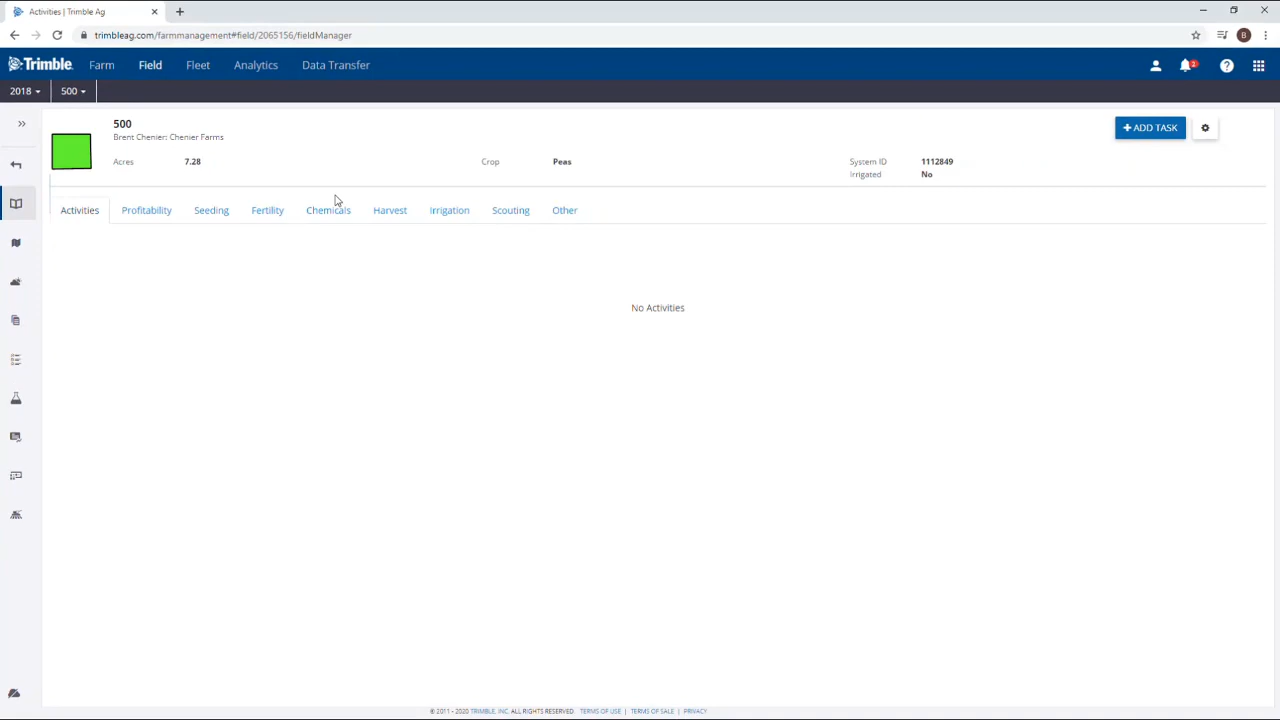 Activities | Trimble Ag
trimbleag.com/farmmanagement#field/2065156/fieldManager
B
Trimble. Farm Field Analytics Fleet Data Transfer
2
2018 500
500
Brent Chenier: Chenier Farms
+ ADD TASK
Acres 7.28 Crop Peas System ID 1112849
Irrigated No
Activities Profitability Seeding Fertility Chemicals Harvest Irrigation Scouting Other
No Activities
© 2011 - 2020 TRIMBLE, INC. ALL RIGHTS RESERVED TERMS OF USE | TERMS OF SALE | PRIVACY